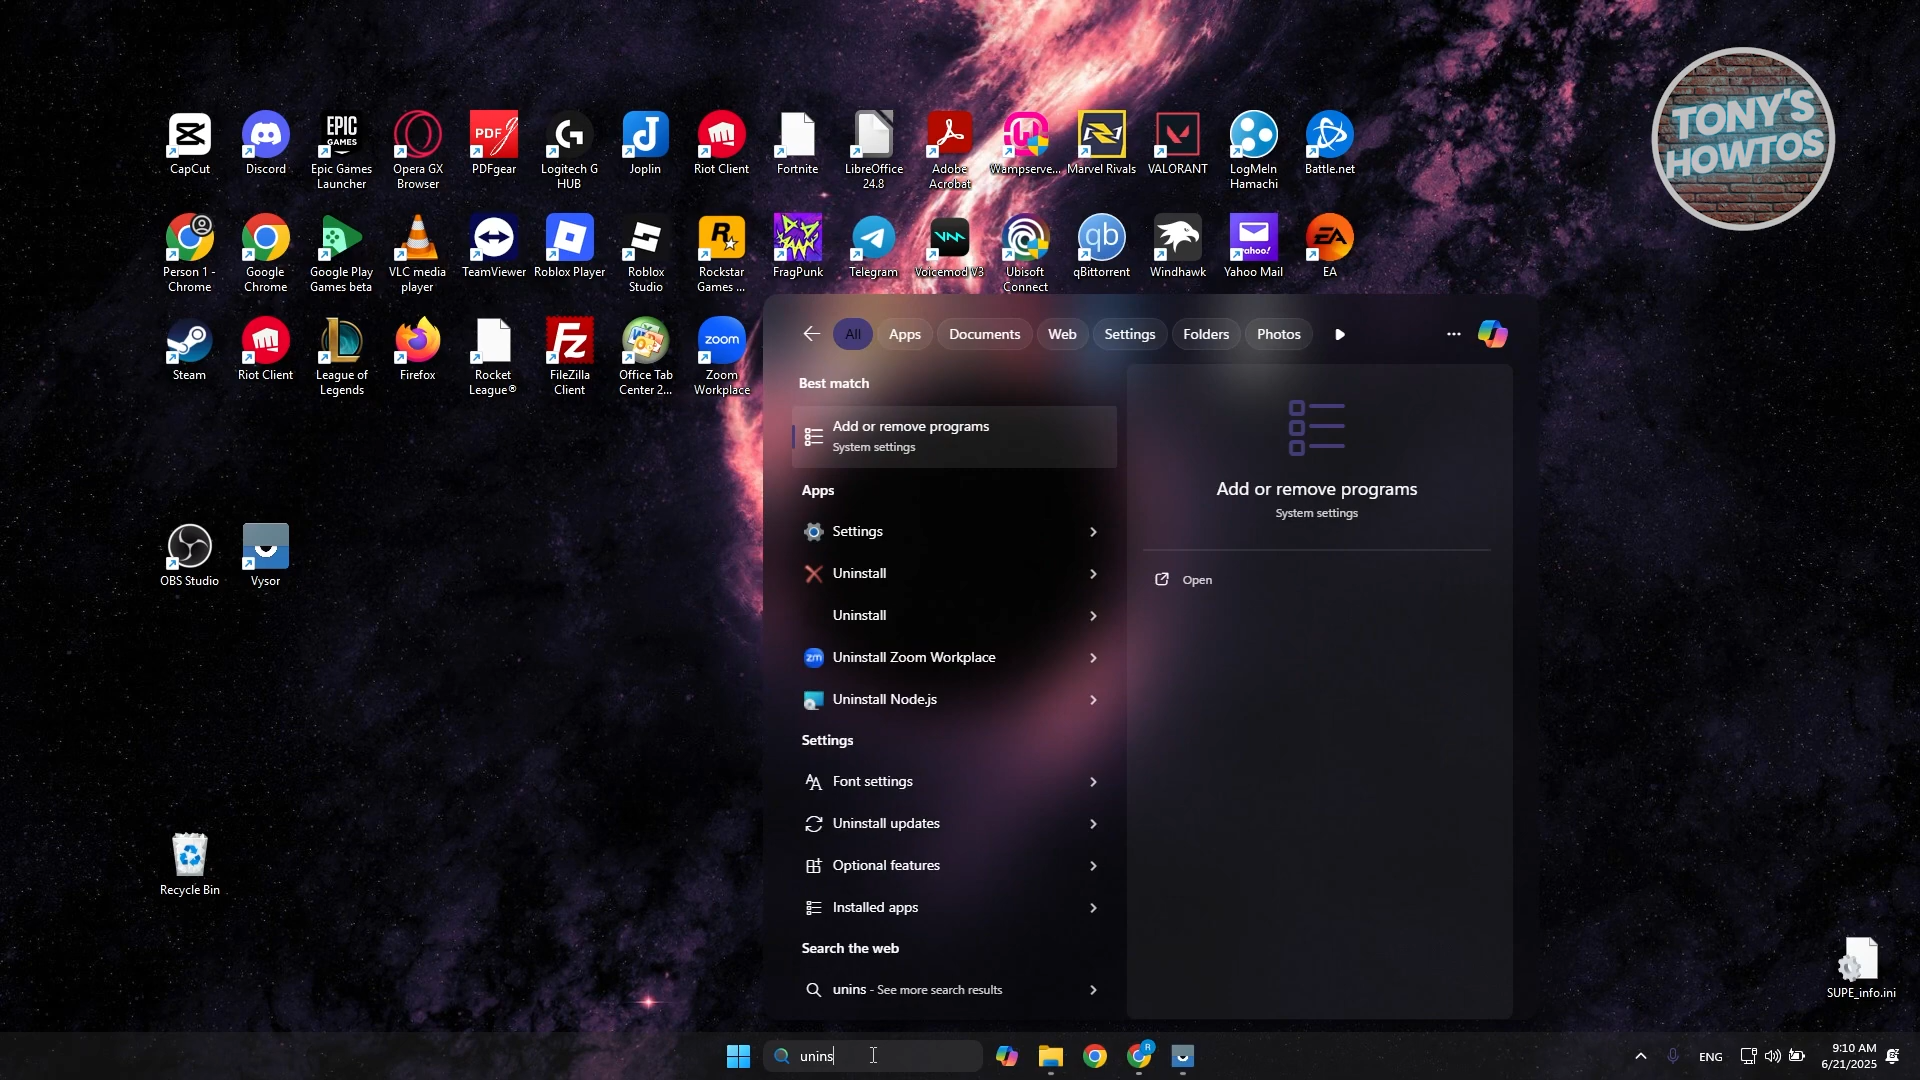 TONY'S
HOWTOS
CapCut
Discord
Epic Games
Launcher
Opera GX
Browser
PDFgear
Logitech G
HUB
Joplin
Riot Client
Fortnite
LibreOffice
24.8
Adobe
Acrobat
Wampserve...
Marvel Rivals
VALORANT
LogMeIn
Hamachi
Battle.net
Person 1 -
Chrome
Google
Chrome
Google Play
Games beta
VLC media
player
TeamViewer
Roblox Player
Roblox
Studio
Rockstar
Games ...
FragPunk
Telegram
Voicemod V3
Ubisoft
Connect
qBittorrent
Windhawk
Yahoo Mail
EA
Steam
Riot Client
League of
Legends
Firefox
Rocket
League®
FileZilla
Client
Office Tab
Center 2...
Zoom
Workplace
OBS Studio
Vysor
Recycle Bin
SUPE_info.ini
EPIC
GAMES
PDF
qb
yahoo!
EA
zoom
All
Apps
Documents
Web
Settings
Folders
Photos
Best match
Add or remove programs
System settings
Apps
Settings
Uninstall
Uninstall
zm
Uninstall Zoom Workplace
Uninstall Node.js
Settings
Font settings
Uninstall updates
Optional features
Installed apps
Search the web
unins - See more search results
Add or remove programs
System settings
Open
unins
R
ENG
9:10 AM
6/21/2025